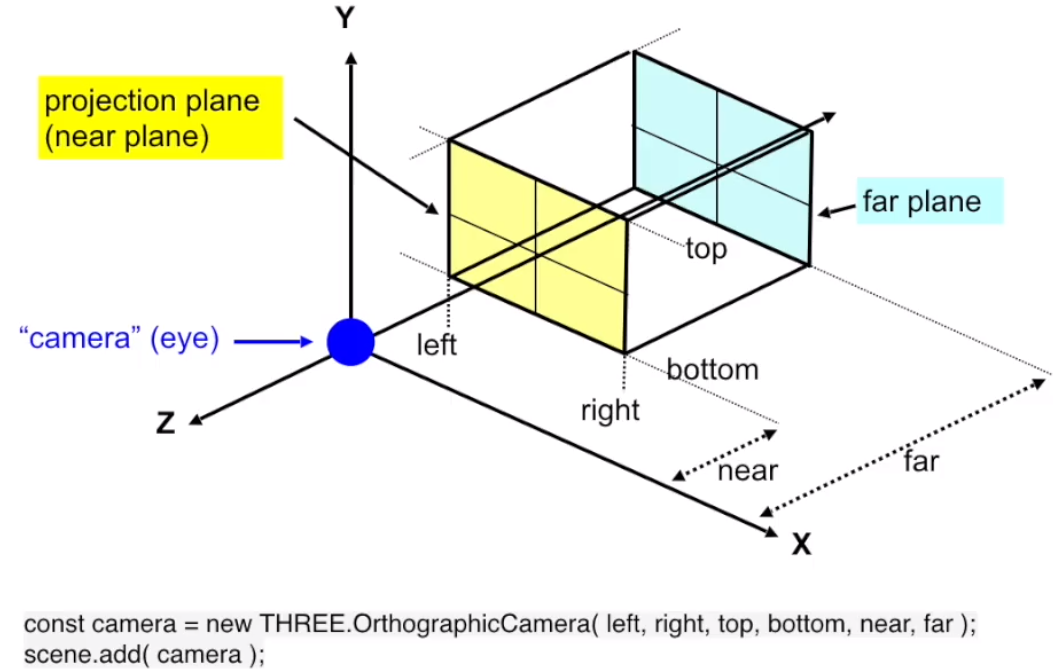 Y
projection plane
(near plane)
far plane
top
“camera” (eye)
left
bottom
right
Z
near
far
X
const camera = new THREE.OrthographicCamera( left, right, top, bottom, near, far );
scene.add( camera );